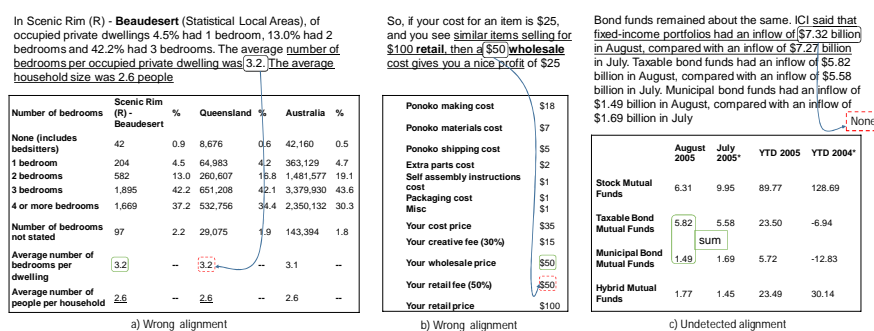 In Scenic Rim (R) - Beaudesert (Statistical Local Areas), of
occupied private dwellings 4.5% had 1 bedroom, 13.0% had 2
bedrooms and 42.2% had 3 bedrooms. The average number of
bedrooms per occupied private dwelling was 3.2. The average
household size was 2.6 people
Number of bedrooms Scenic Rim (R) - Beaudesert % Queensland % Australia %
None (includes bedsitters) 42 0.9 8,676 0.6 42,160 0.5
1 bedroom 204 4.5 64,983 4.2 363,129 4.7
2 bedrooms 582 13.0 260,607 16.8 1,481,577 19.1
3 bedrooms 1,895 42.2 651,208 42.1 3,379,930 43.6
4 or more bedrooms 1,669 37.2 532,756 34.4 2,350,132 30.3
Number of bedrooms not stated 97 2.2 29,075 1.9 143,394 1.8
Average number of bedrooms per dwelling 3.2 -- 3.2 -- 3.1 --
Average number of people per household 2.6 -- 2.6 -- 2.6 --
a) Wrong alignment
So, if your cost for an item is $25,
and you see similar items selling for
$100 retail, then a $50 wholesale
cost gives you a nice profit of $25
Ponoko making cost $18
Ponoko materials cost $7
Ponoko shipping cost $5
Extra parts cost $2
Self assembly instructions cost $1
Packaging cost $1
Misc $1
Your cost price $35
Your creative fee (30%) $15
Your wholesale price $50
Your retail fee (50%) $50
Your retail price $100
b) Wrong alignment
Bond funds remained about the same. ICI said that
fixed-income portfolios had an inflow of $7.32 billion
in August, compared with an inflow of $7.27 billion
in July. Taxable bond funds had an inflow of $5.82
billion in August, compared with an inflow of $5.58
billion in July. Municipal bond funds had an inflow of
$1.49 billion in August, compared with an inflow of
$1.69 billion in July
None
August 2005 July 2005* YTD 2005 YTD 2004*
Stock Mutual Funds 6.31 9.95 89.77 128.69
Taxable Bond Mutual Funds 5.82 5.58 23.50 -6.94
sum
Municipal Bond Mutual Funds 1.49 1.69 5.72 -12.83
Hybrid Mutual Funds 1.77 1.45 23.49 30.14
c) Undetected alignment